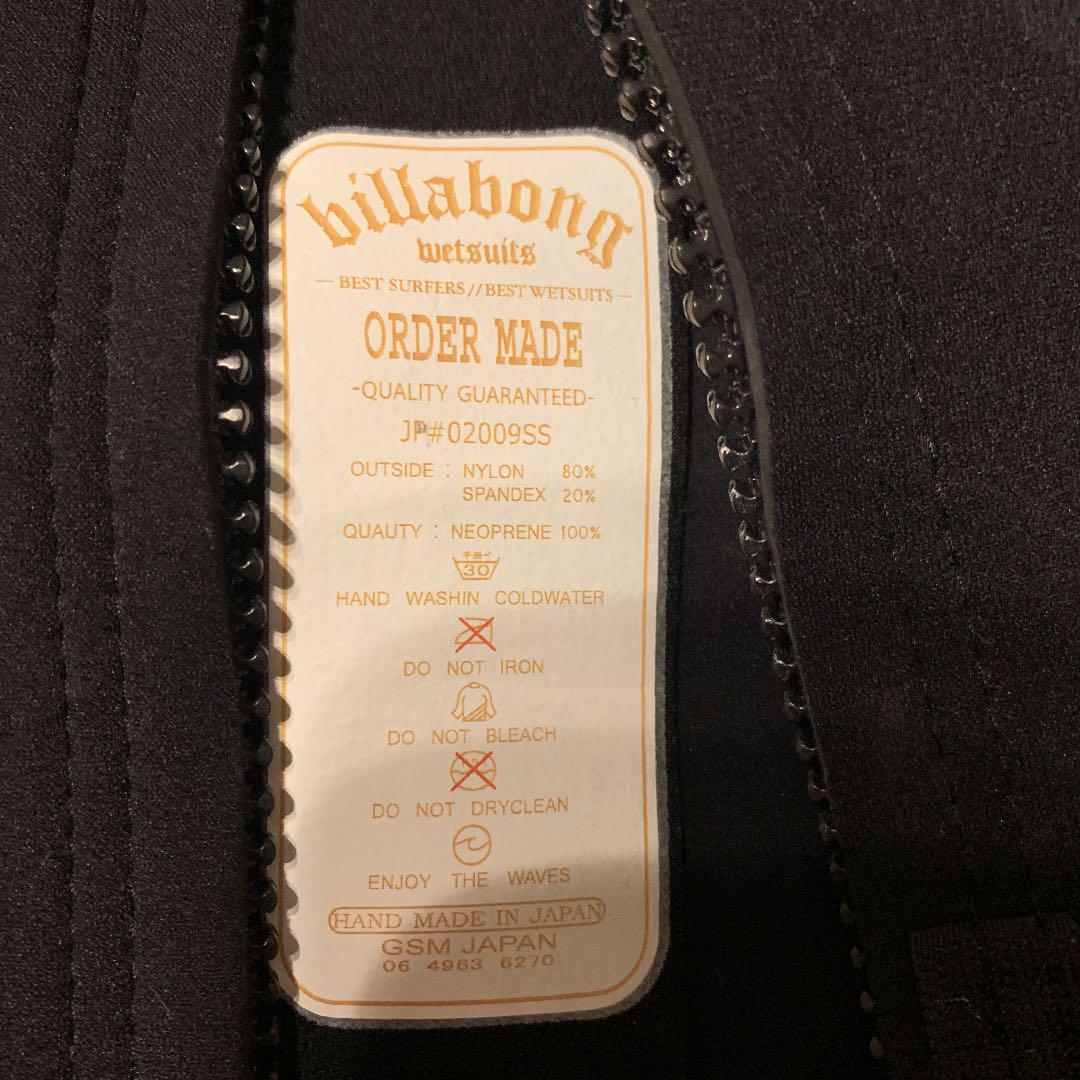 billabong
wetsuits
— BEST SURFERS//BEST WETSUITS —
ORDER MADE
-QUALITY GUARANTEED-
JP#02009SS
OUTSIDE : NYLON 80%
SPANDEX 20%
QUAUTY : NEOPRENE 100%
手洗イ
30
HAND WASHIN COLDWATER
DO NOT IRON
DO NOT BLEACH
DO NOT DRYCLEAN
ENJOY THE WAVES
HAND MADE IN JAPAN
GSM JAPAN
06 4963 6270